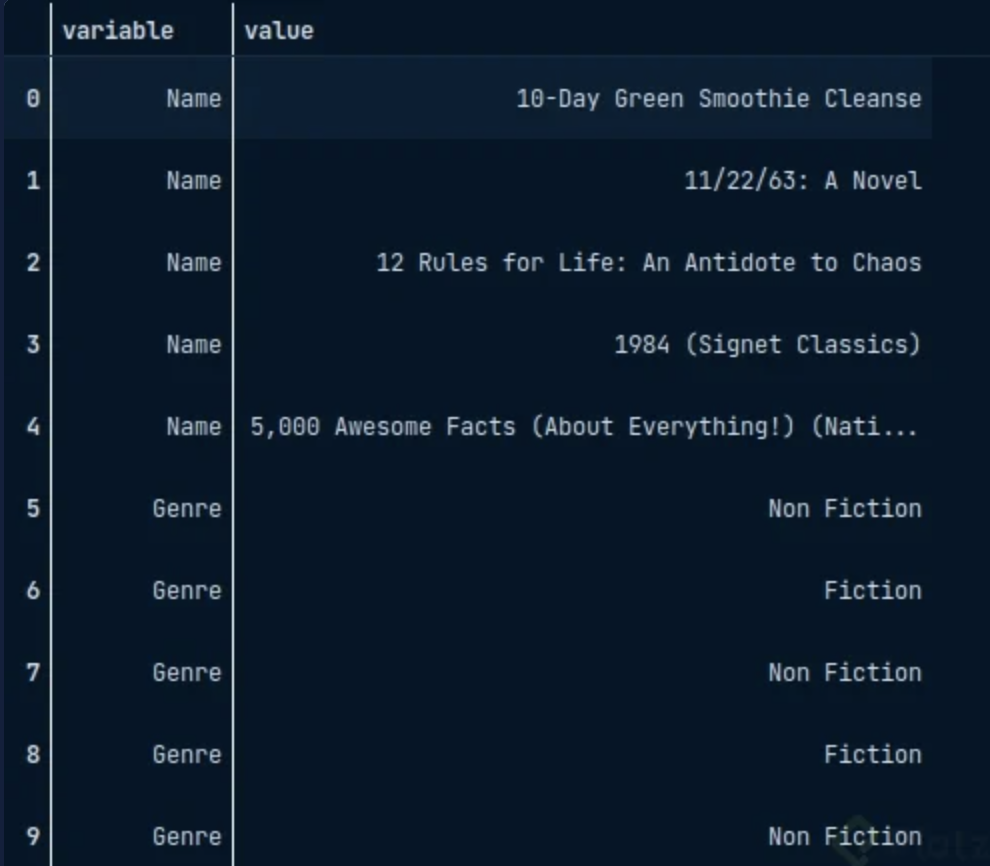 variable value
0 Name 10-Day Green Smoothie Cleanse
1 Name 11/22/63: A Novel
2 Name 12 Rules for Life: An Antidote to Chaos
3 Name 1984 (Signet Classics)
4 Name 5,000 Awesome Facts (About Everything!) (Nati...
5 Genre Non Fiction
6 Genre Fiction
7 Genre Non Fiction
8 Genre Fiction
9 Genre Non Fiction